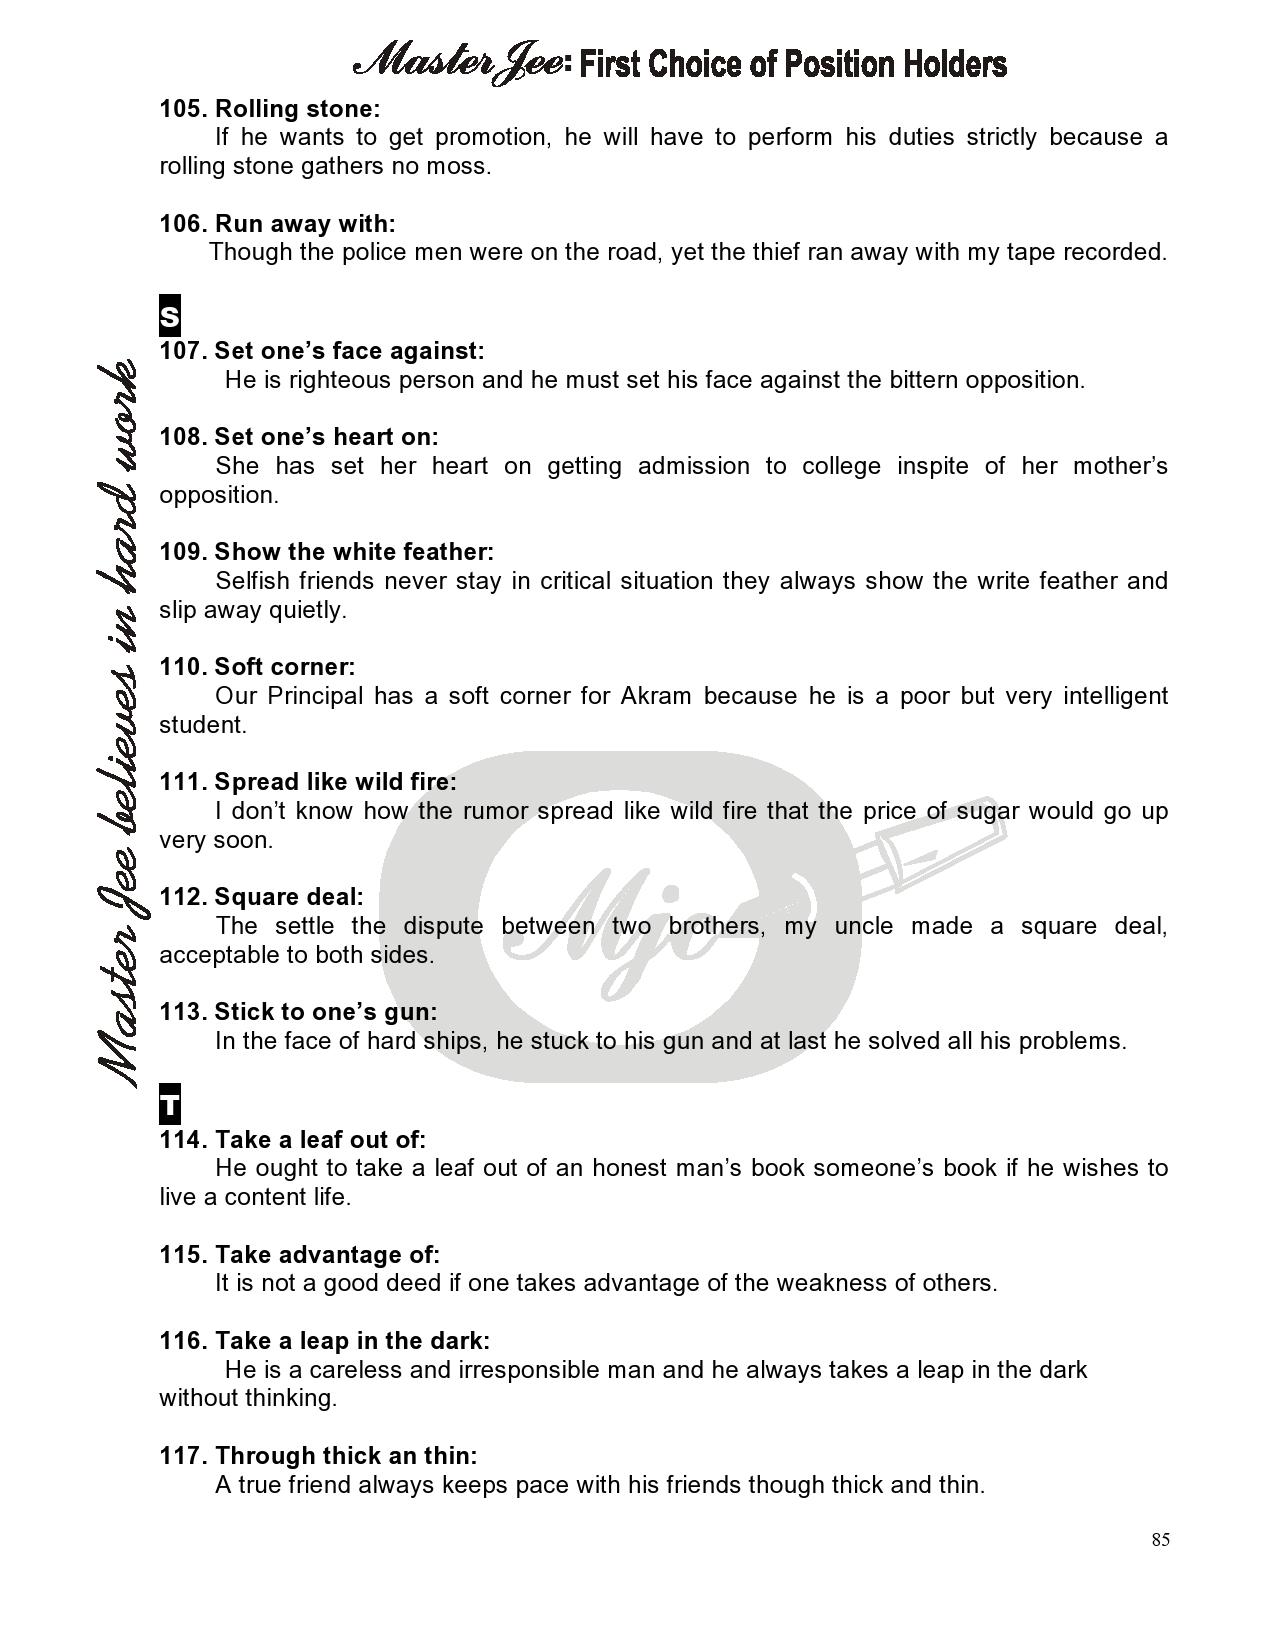 Master Jee: First Choice of Position Holders
105. Rolling stone:
If he wants to get promotion, he will have to perform his duties strictly because a
rolling stone gathers no moss.
106. Run away with:
Though the police men were on the road, yet the thief ran away with my tape recorded.
S
107. Set one’s face against:
He is righteous person and he must set his face against the bittern opposition.
108. Set one’s heart on:
She has set her heart on getting admission to college inspite of her mother’s
opposition.
109. Show the white feather:
Selfish friends never stay in critical situation they always show the write feather and
slip away quietly.
110. Soft corner:
Our Principal has a soft corner for Akram because he is a poor but very intelligent
student.
111. Spread like wild fire:
I don’t know how the rumor spread like wild fire that the price of sugar would go up
very soon.
112. Square deal:
The settle the dispute between two brothers, my uncle made a square deal,
acceptable to both sides.
113. Stick to one’s gun:
In the face of hard ships, he stuck to his gun and at last he solved all his problems.
T
114. Take a leaf out of:
He ought to take a leaf out of an honest man’s book someone’s book if he wishes to
live a content life.
115. Take advantage of:
It is not a good deed if one takes advantage of the weakness of others.
116. Take a leap in the dark:
He is a careless and irresponsible man and he always takes a leap in the dark
without thinking.
117. Through thick an thin:
A true friend always keeps pace with his friends though thick and thin.
85
Master Jee believes in hard work
Mjc